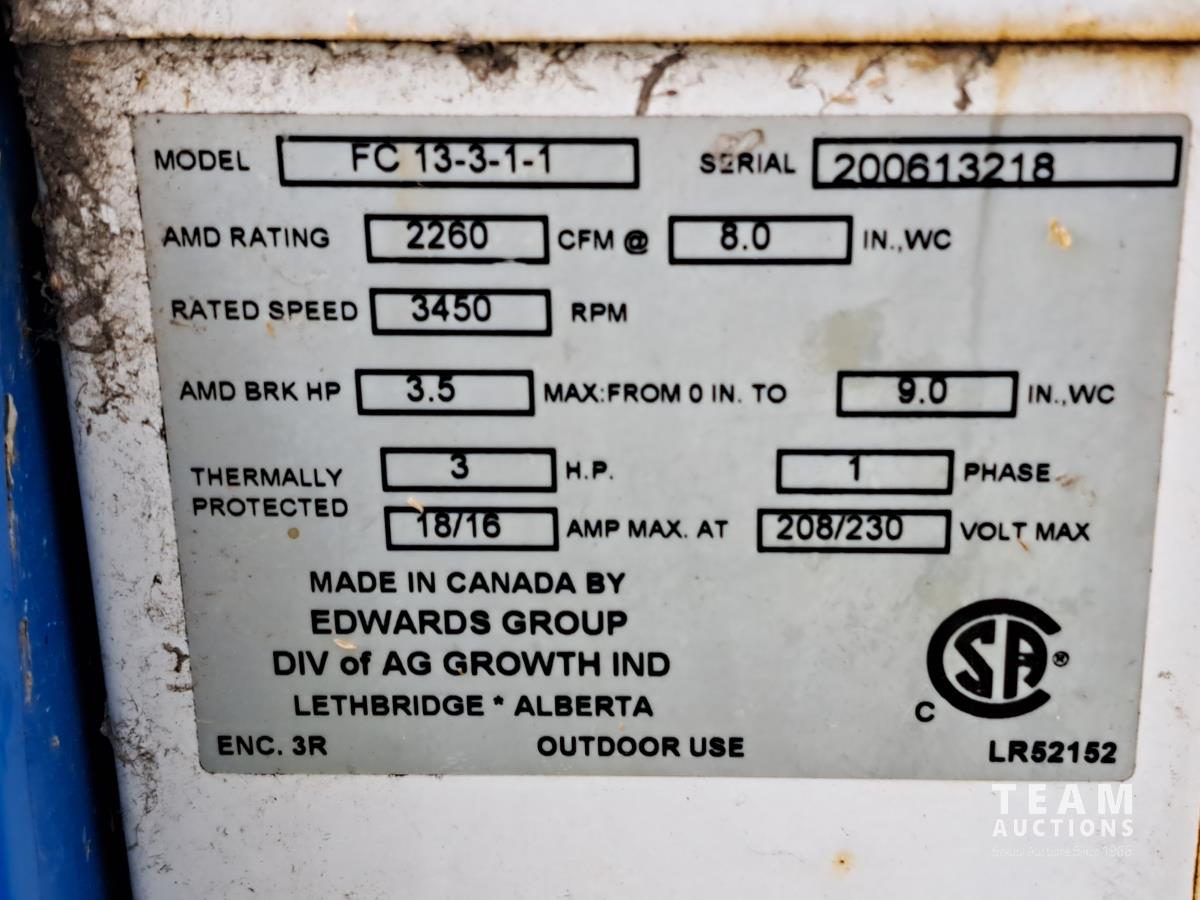 MODEL FC 13-3-1-1 SERIAL 200613218
AMD RATING 2260 CFM @ 8.0 IN.,WC
RATED SPEED 3450 RPM
AMD BRK HP 3.5 MAX:FROM 0 IN. TO 9.0 IN.,WC
THERMALLY PROTECTED 3 H.P. 1 PHASE
18/16 AMP MAX. AT 208/230 VOLT MAX
MADE IN CANADA BY
EDWARDS GROUP
DIV of AG GROWTH IND
LETHBRIDGE * ALBERTA
CSA®
C
ENC. 3R OUTDOOR USE LR52152
TEAM
AUCTIONS